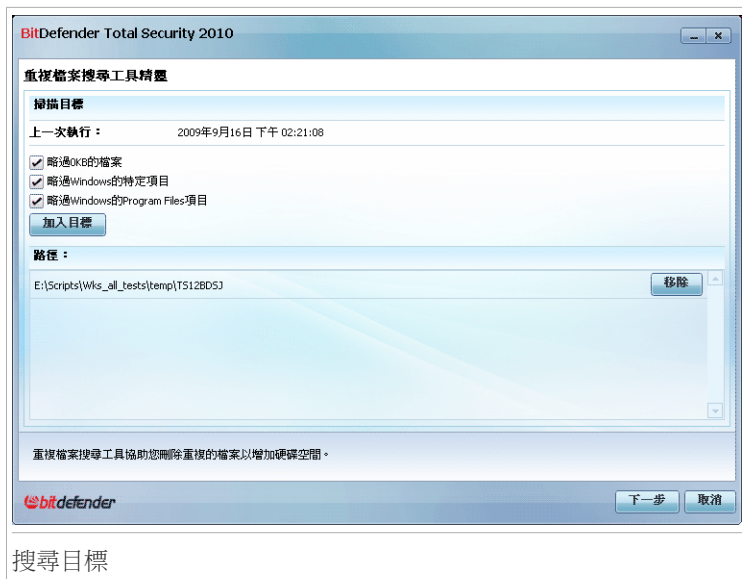 BitDefender Total Security 2010
重複檔案搜尋工具精靈
掃描目標
上一次執行： 2009年9月16日 下午 02:21:08
略過0KB的檔案
略過Windows的特定項目
略過Windows的Program Files項目
加入目標
路徑：
E:\Scripts\Wks_all_tests\temp\TS12BDSJ 移除
重複檔案搜尋工具協助您刪除重複的檔案以增加硬碟空間。
bitdefender 下一步 取消
搜尋目標